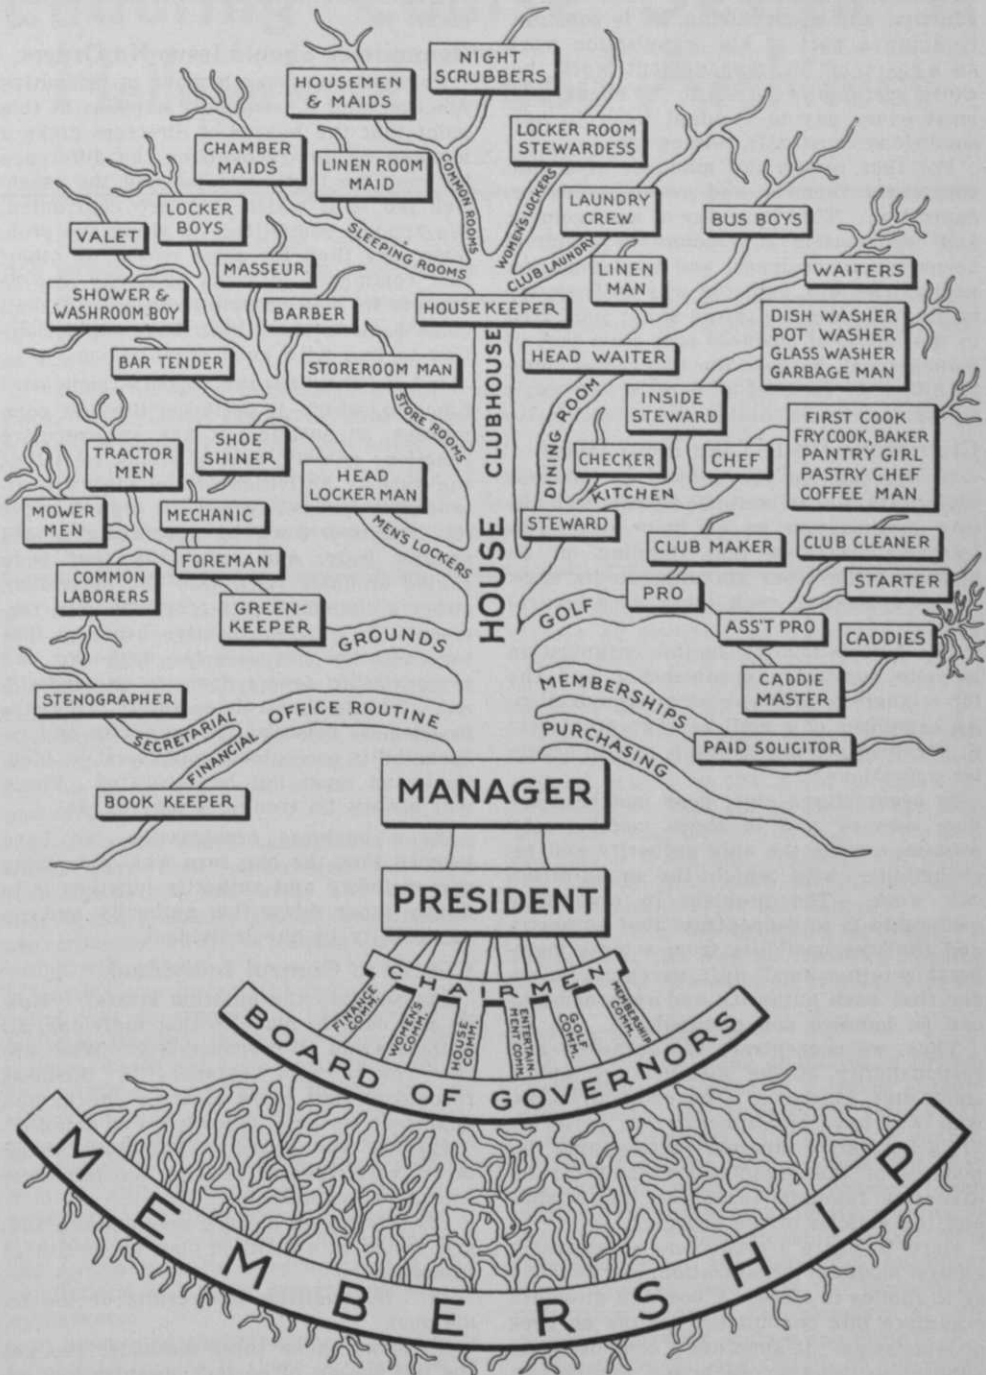 NIGHT
SCRUBBERS
HOUSEMEN
& MAIDS
LOCKER ROOM
STEWARDESS
CHAMBER
MAIDS
LINEN ROOM
MAID
COMMON ROOMS
WOMEN'S LOCKERS
LAUNDRY
CREW
BUS BOYS
LOCKER
BOYS
VALET
SLEEPING ROOMS
CLUB LAUNDRY
MASSEUR
LINEN
MAN
WAITERS
SHOWER &
WASHROOM BOY
BARBER
HOUSE KEEPER
DISH WASHER
POT WASHER
GLASS WASHER
GARBAGE MAN
BAR TENDER
STOREROOM MAN
CLUBHOUSE
HEAD WAITER
INSIDE
STEWARD
STORE ROOMS
DINING ROOM
FIRST COOK
FRY COOK, BAKER
PANTRY GIRL
PASTRY CHEF
COFFEE MAN
TRACTOR
MEN
SHOE
SHINER
HEAD
LOCKER MAN
CHECKER
CHEF
KITCHEN
MOWER
MEN
MECHANIC
MEN'S LOCKERS
HOUSE
STEWARD
CLUB MAKER
CLUB CLEANER
FOREMAN
COMMON
LABORERS
GREEN-
KEEPER
GROUNDS
GOLF
PRO
STARTER
ASS'T PRO
CADDIES
STENOGRAPHER
CADDIE
MASTER
MEMBERSHIPS
SECRETARIAL
OFFICE ROUTINE
FINANCIAL
PURCHASING
PAID SOLICITOR
BOOK KEEPER
MANAGER
PRESIDENT
CHAIRMEN
FINANCE
COMM.
WOMEN'S
COMM.
HOUSE
COMM.
ENTERTAIN-
MENT COMM.
GOLF
COMM.
MEMBERSHIP
COMM.
BOARD OF GOVERNORS
MEMBERSHIP